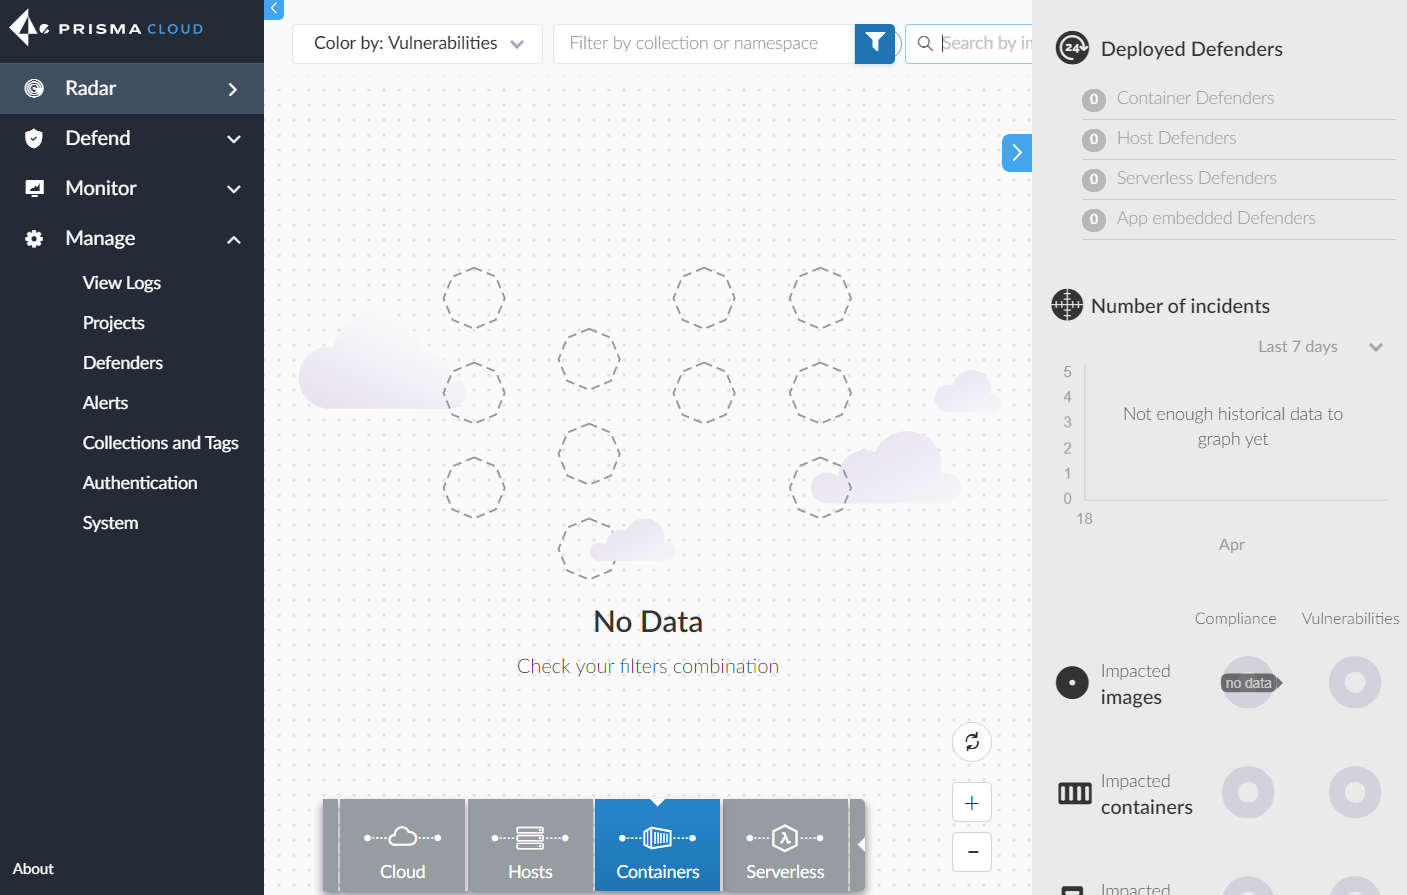 PRISMA CLOUD
Radar
Defend
Monitor
Manage
View Logs
Projects
Defenders
Alerts
Collections and Tags
Authentication
System
About
Color by: Vulnerabilities
Filter by collection or namespace
Search by im
No Data
Check your filters combination
Cloud
Hosts
Containers
Serverless
24
Deployed Defenders
0 Container Defenders
0 Host Defenders
0 Serverless Defenders
0 App embedded Defenders
Number of incidents
Last 7 days
5
4
3
2
1
0
Not enough historical data to
graph yet
18
Apr
Compliance Vulnerabilities
Impacted
images
no data
Impacted
containers
Impacted